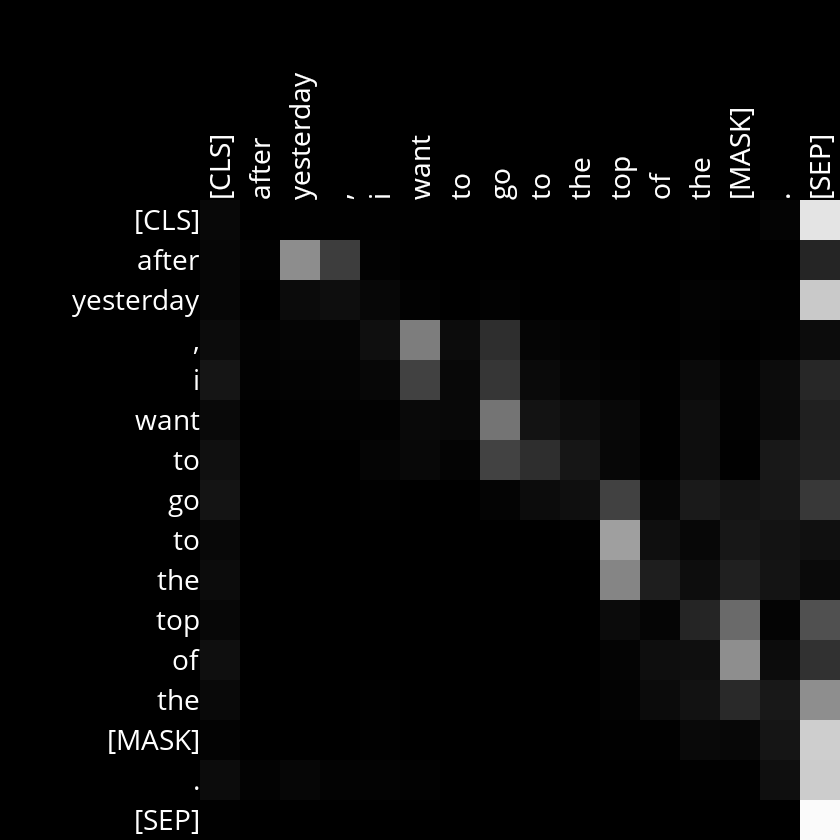 [CLS] after yesterday , i want to go to the top of the [MASK] . [SEP]
[CLS]
after
yesterday
,
i
want
to
go
to
the
top
of
the
[MASK]
.
[SEP]